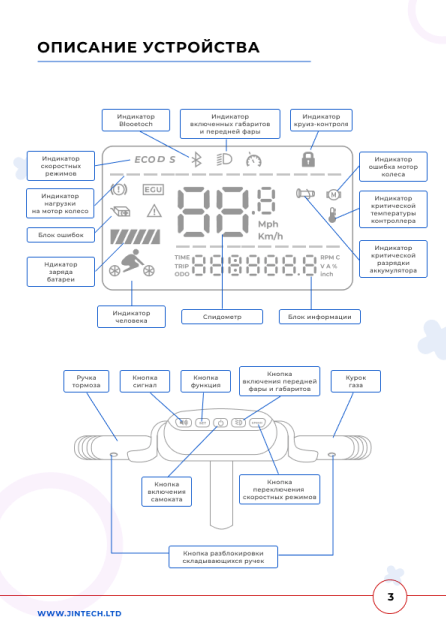 ОПИСАНИЕ УСТРОЙСТВА
Индикатор
Blooetoch
Индикатор
включенных габаритов
и передней фары
Индикатор
круиз-контроля
Индикатор
скоростных
режимов
ECO D S
Индикатор
ошибка мотор
колеса
Индикатор
нагрузки
на мотор колесо
EGU
M
Индикатор
критической
температуры
контроллера
Блок ошибок
Mph
Km/h
Индикатор
критической
разрядки
аккумулятора
Ндикатор
заряда
батареи
TIME
TRIP
ODO
RPM C
V A %
inch
Индикатор
человека
Спидометр
Блок информации
Ручка
тормоза
Кнопка
сигнал
Кнопка
функция
Кнопка
включения передней
фары и габаритов
Курок
газа
Кнопка
включения
самоката
Кнопка
переключения
скоростных режимов
Кнопка разблокировки
складывающихся ручек
3
WWW.JINTECH.LTD